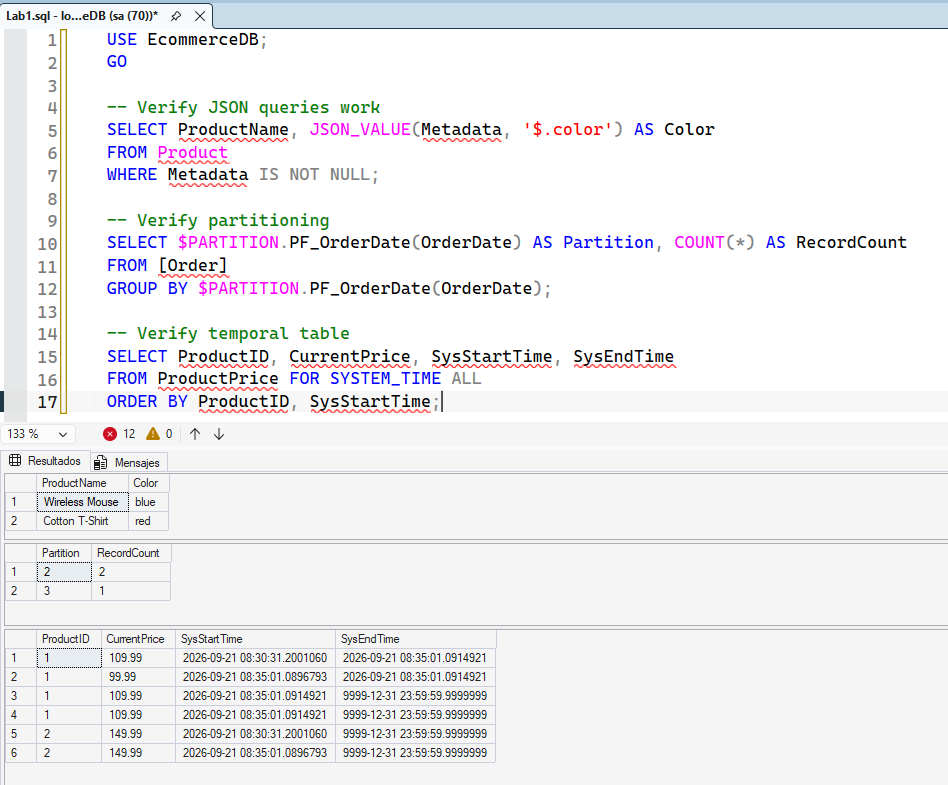 Lab1.sql - lo...eDB (sa (70))*
1 USE EcommerceDB;
2 GO
3
4 -- Verify JSON queries work
5 SELECT ProductName, JSON_VALUE(Metadata, '$.color') AS Color
6 FROM Product
7 WHERE Metadata IS NOT NULL;
8
9 -- Verify partitioning
10 SELECT $PARTITION.PF_OrderDate(OrderDate) AS Partition, COUNT(*) AS RecordCount
11 FROM [Order]
12 GROUP BY $PARTITION.PF_OrderDate(OrderDate);
13
14 -- Verify temporal table
15 SELECT ProductID, CurrentPrice, SysStartTime, SysEndTime
16 FROM ProductPrice FOR SYSTEM_TIME ALL
17 ORDER BY ProductID, SysStartTime;
133 % 12 0
Resultados Mensajes
ProductName Color
1 Wireless Mouse blue
2 Cotton T-Shirt red
Partition RecordCount
1 2 2
2 3 1
ProductID CurrentPrice SysStartTime SysEndTime
1 1 109.99 2026-09-21 08:30:31.2001060 2026-09-21 08:35:01.0914921
2 1 99.99 2026-09-21 08:35:01.0896793 2026-09-21 08:35:01.0914921
3 1 109.99 2026-09-21 08:35:01.0914921 9999-12-31 23:59:59.9999999
4 1 109.99 2026-09-21 08:35:01.0914921 9999-12-31 23:59:59.9999999
5 2 149.99 2026-09-21 08:30:31.2001060 9999-12-31 23:59:59.9999999
6 2 149.99 2026-09-21 08:35:01.0896793 9999-12-31 23:59:59.9999999